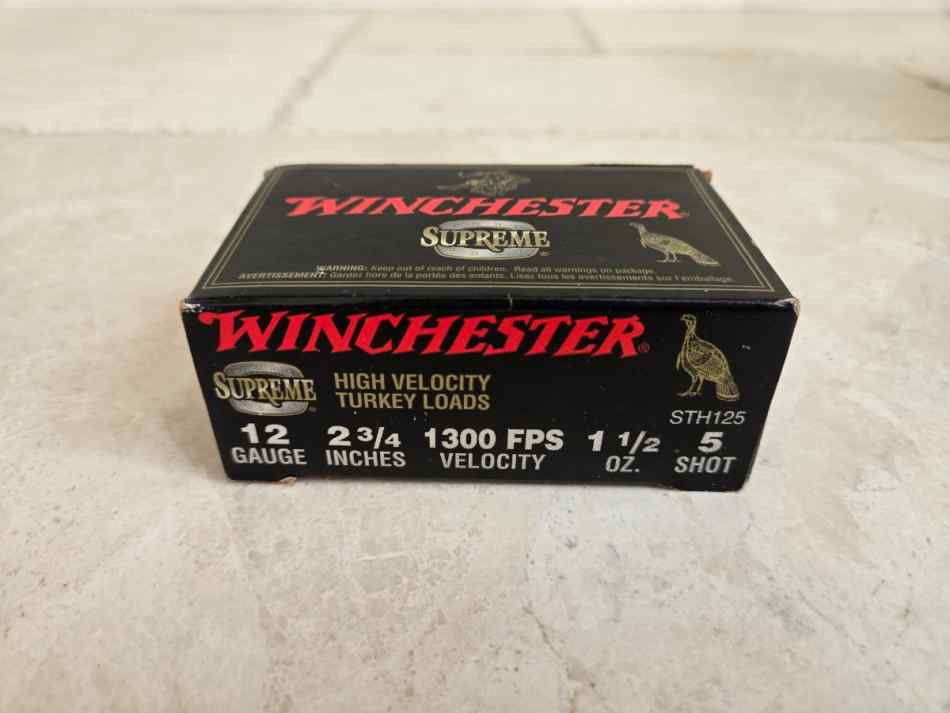 WINCHESTER®
SUPREME®
WARNING: Keep out of reach of children. Read all warnings on package.
AVERTISSEMENT: Gardez hors de la portée des enfants. Lisez tous les avertissements sur l'emballage.
WINCHESTER®
SUPREME®
HIGH VELOCITY
TURKEY LOADS
STH125
12 2 3/4 1300 FPS 1 1/2 5
GAUGE INCHES VELOCITY OZ. SHOT